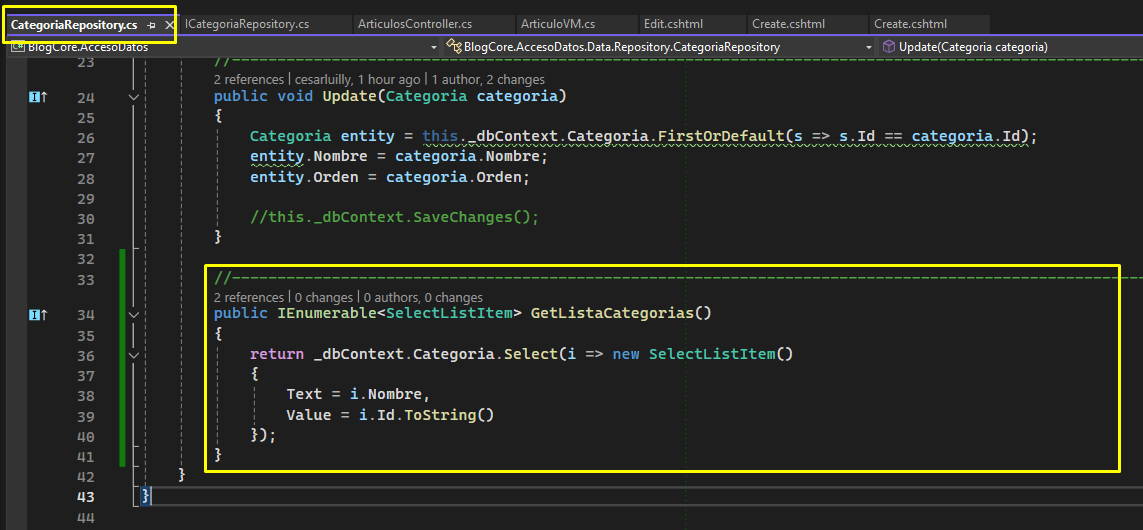 CategoriaRepository.cs
ICategoriaRepository.cs
ArticulosController.cs
ArticuloVM.cs
Edit.cshtml
Create.cshtml
Create.cshtml
C# BlogCore.AccesoDatos
BlogCore.AccesoDatos.Data.Repository.CategoriaRepository
Update(Categoria categoria)
23 //----------------------------------------------------------------
2 references | cesarluilly, 1 hour ago | 1 author, 2 changes
24 public void Update(Categoria categoria)
25 {
26 Categoria entity = this._dbContext.Categoria.FirstOrDefault(s => s.Id == categoria.Id);
27 entity.Nombre = categoria.Nombre;
28 entity.Orden = categoria.Orden;
29
30 //this._dbContext.SaveChanges();
31 }
32
33 //----------------------------------------------------------------
2 references | 0 changes | 0 authors, 0 changes
34 public IEnumerable<SelectListItem> GetListaCategorias()
35 {
36 return _dbContext.Categoria.Select(i => new SelectListItem()
37 {
38 Text = i.Nombre,
39 Value = i.Id.ToString()
40 });
41 }
42 }
43 }
44